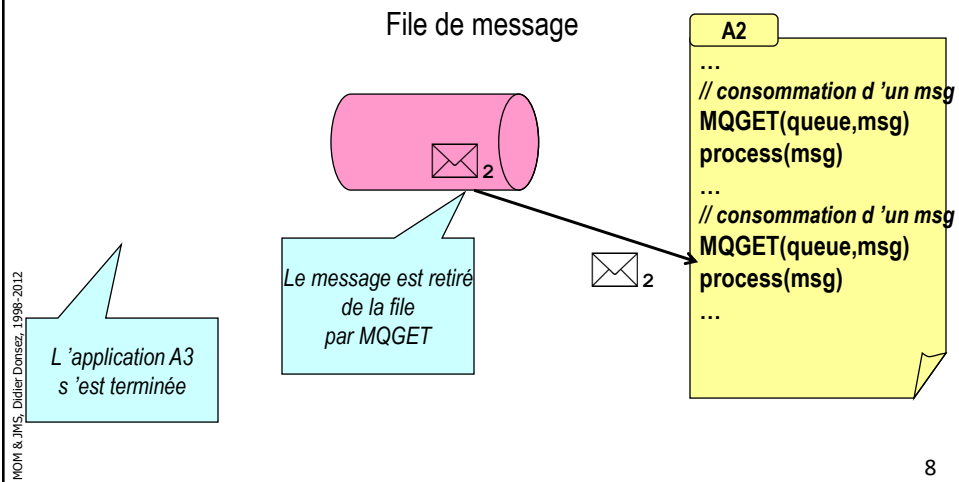 File de message
A2
…
// consommation d ’un msg
MQGET(queue,msg)
process(msg)
…
// consommation d ’un msg
MQGET(queue,msg)
process(msg)
…
2
2
Le message est retiré
de la file
par MQGET
L ’application A3
s ’est terminée
MOM & JMS, Didier Donsez, 1998-2012
8